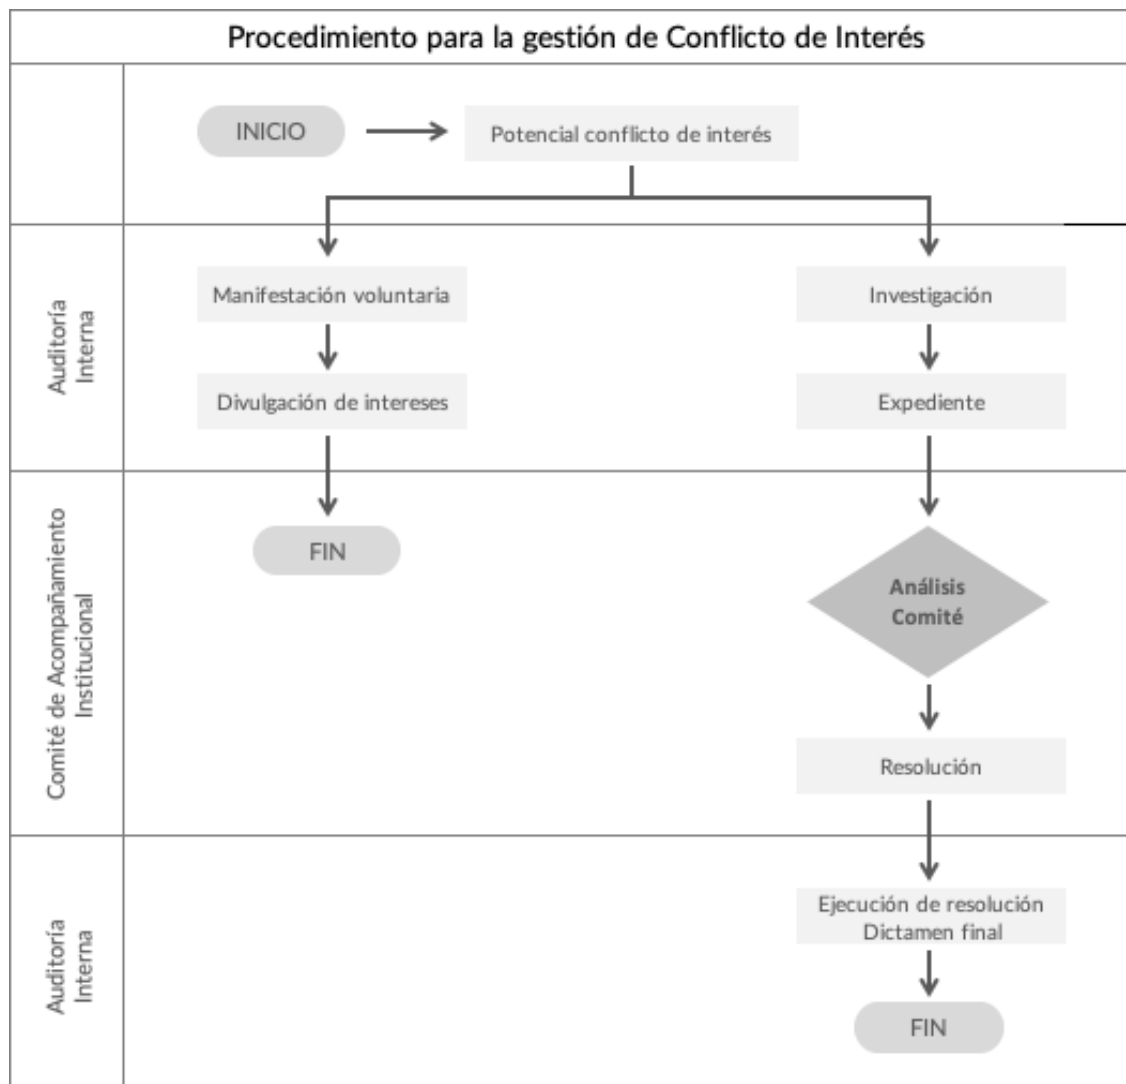 Procedimiento para la gestión de Conflicto de Interés
INICIO
Potencial conflicto de interés
Auditoría
Interna
Manifestación voluntaria
Investigación
Divulgación de intereses
Expediente
Comité de Acompañamiento
Institucional
FIN
Análisis
Comité
Resolución
Auditoría
Interna
Ejecución de resolución
Dictamen final
FIN